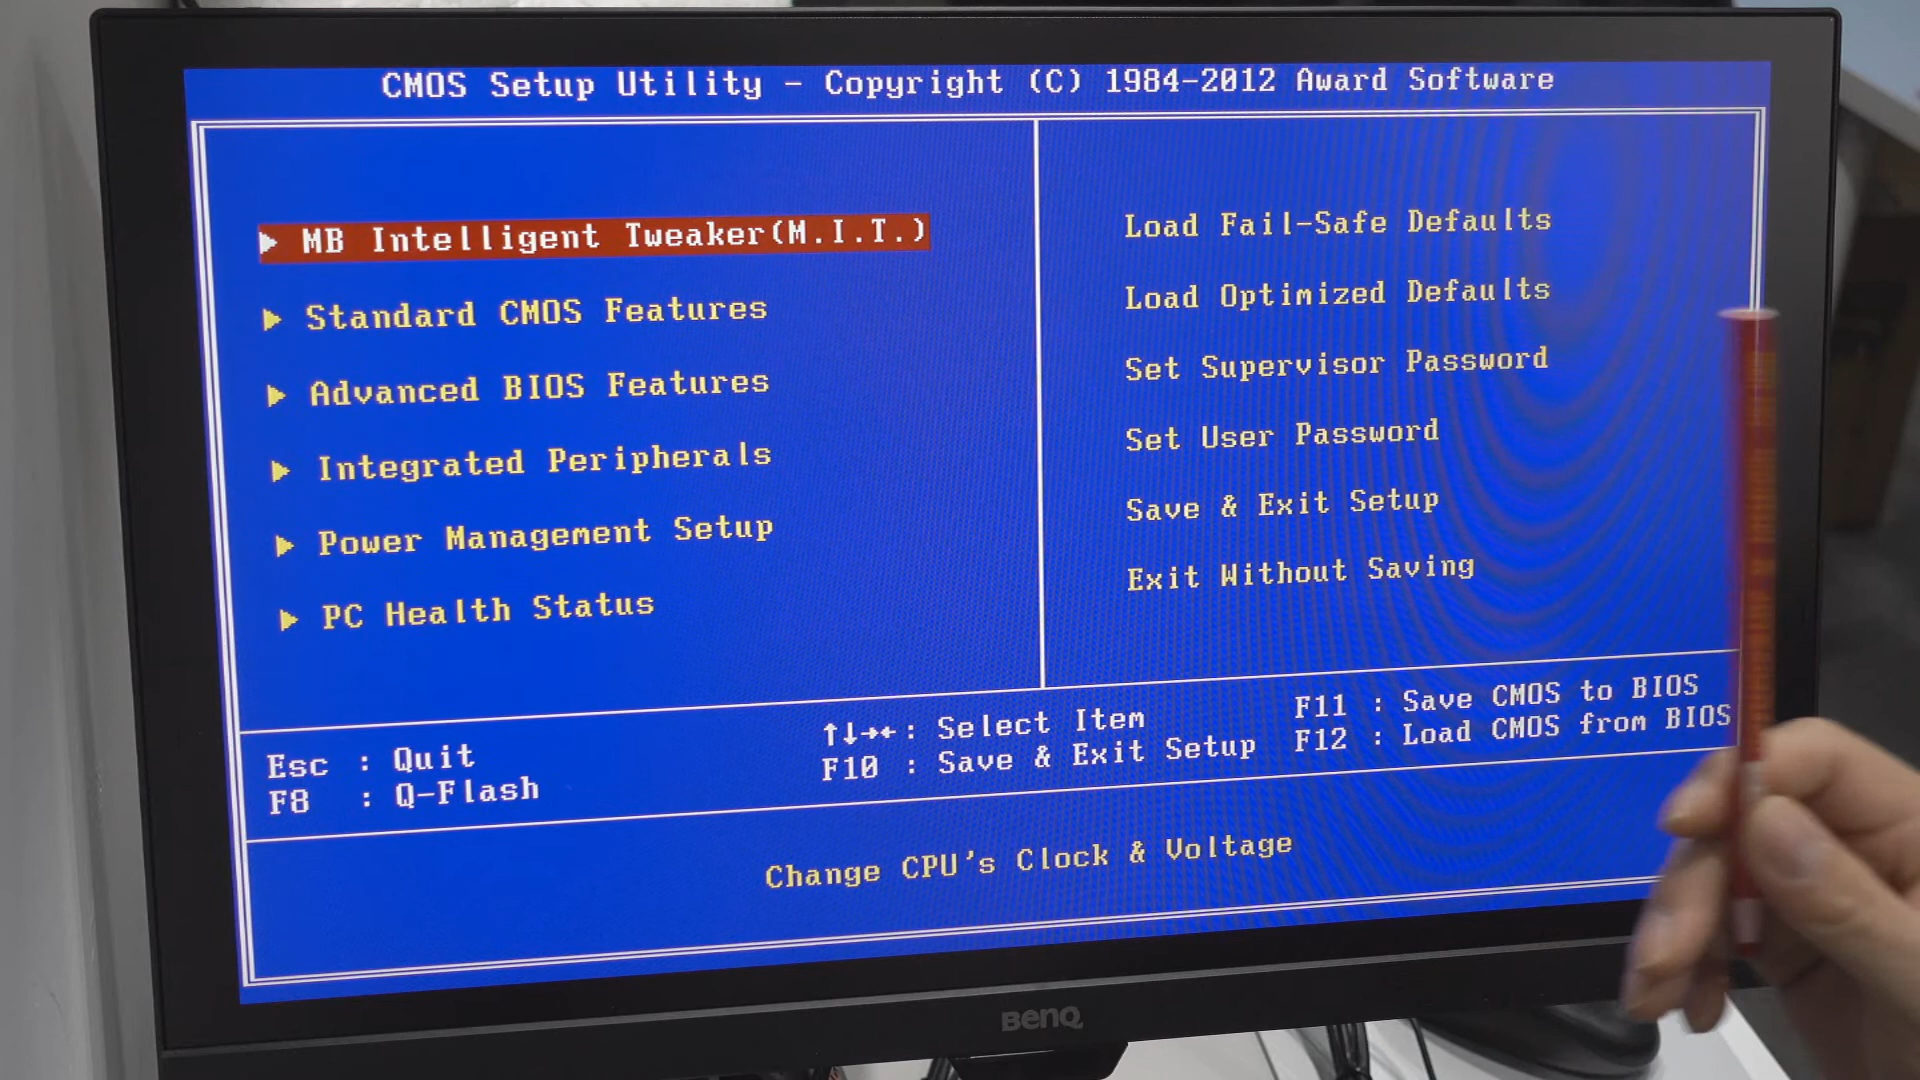 CMOS Setup Utility - Copyright (C) 1984-2012 Award Software
► MB Intelligent Tweaker(M.I.T.)
► Standard CMOS Features
► Advanced BIOS Features
► Integrated Peripherals
► Power Management Setup
► PC Health Status
Load Fail-Safe Defaults
Load Optimized Defaults
Set Supervisor Password
Set User Password
Save & Exit Setup
Exit Without Saving
Esc : Quit
F8 : Q-Flash
↑↓→←: Select Item
F10 : Save & Exit Setup
F11 : Save CMOS to BIOS
F12 : Load CMOS from BIOS
Change CPU's Clock & Voltage
BenQ